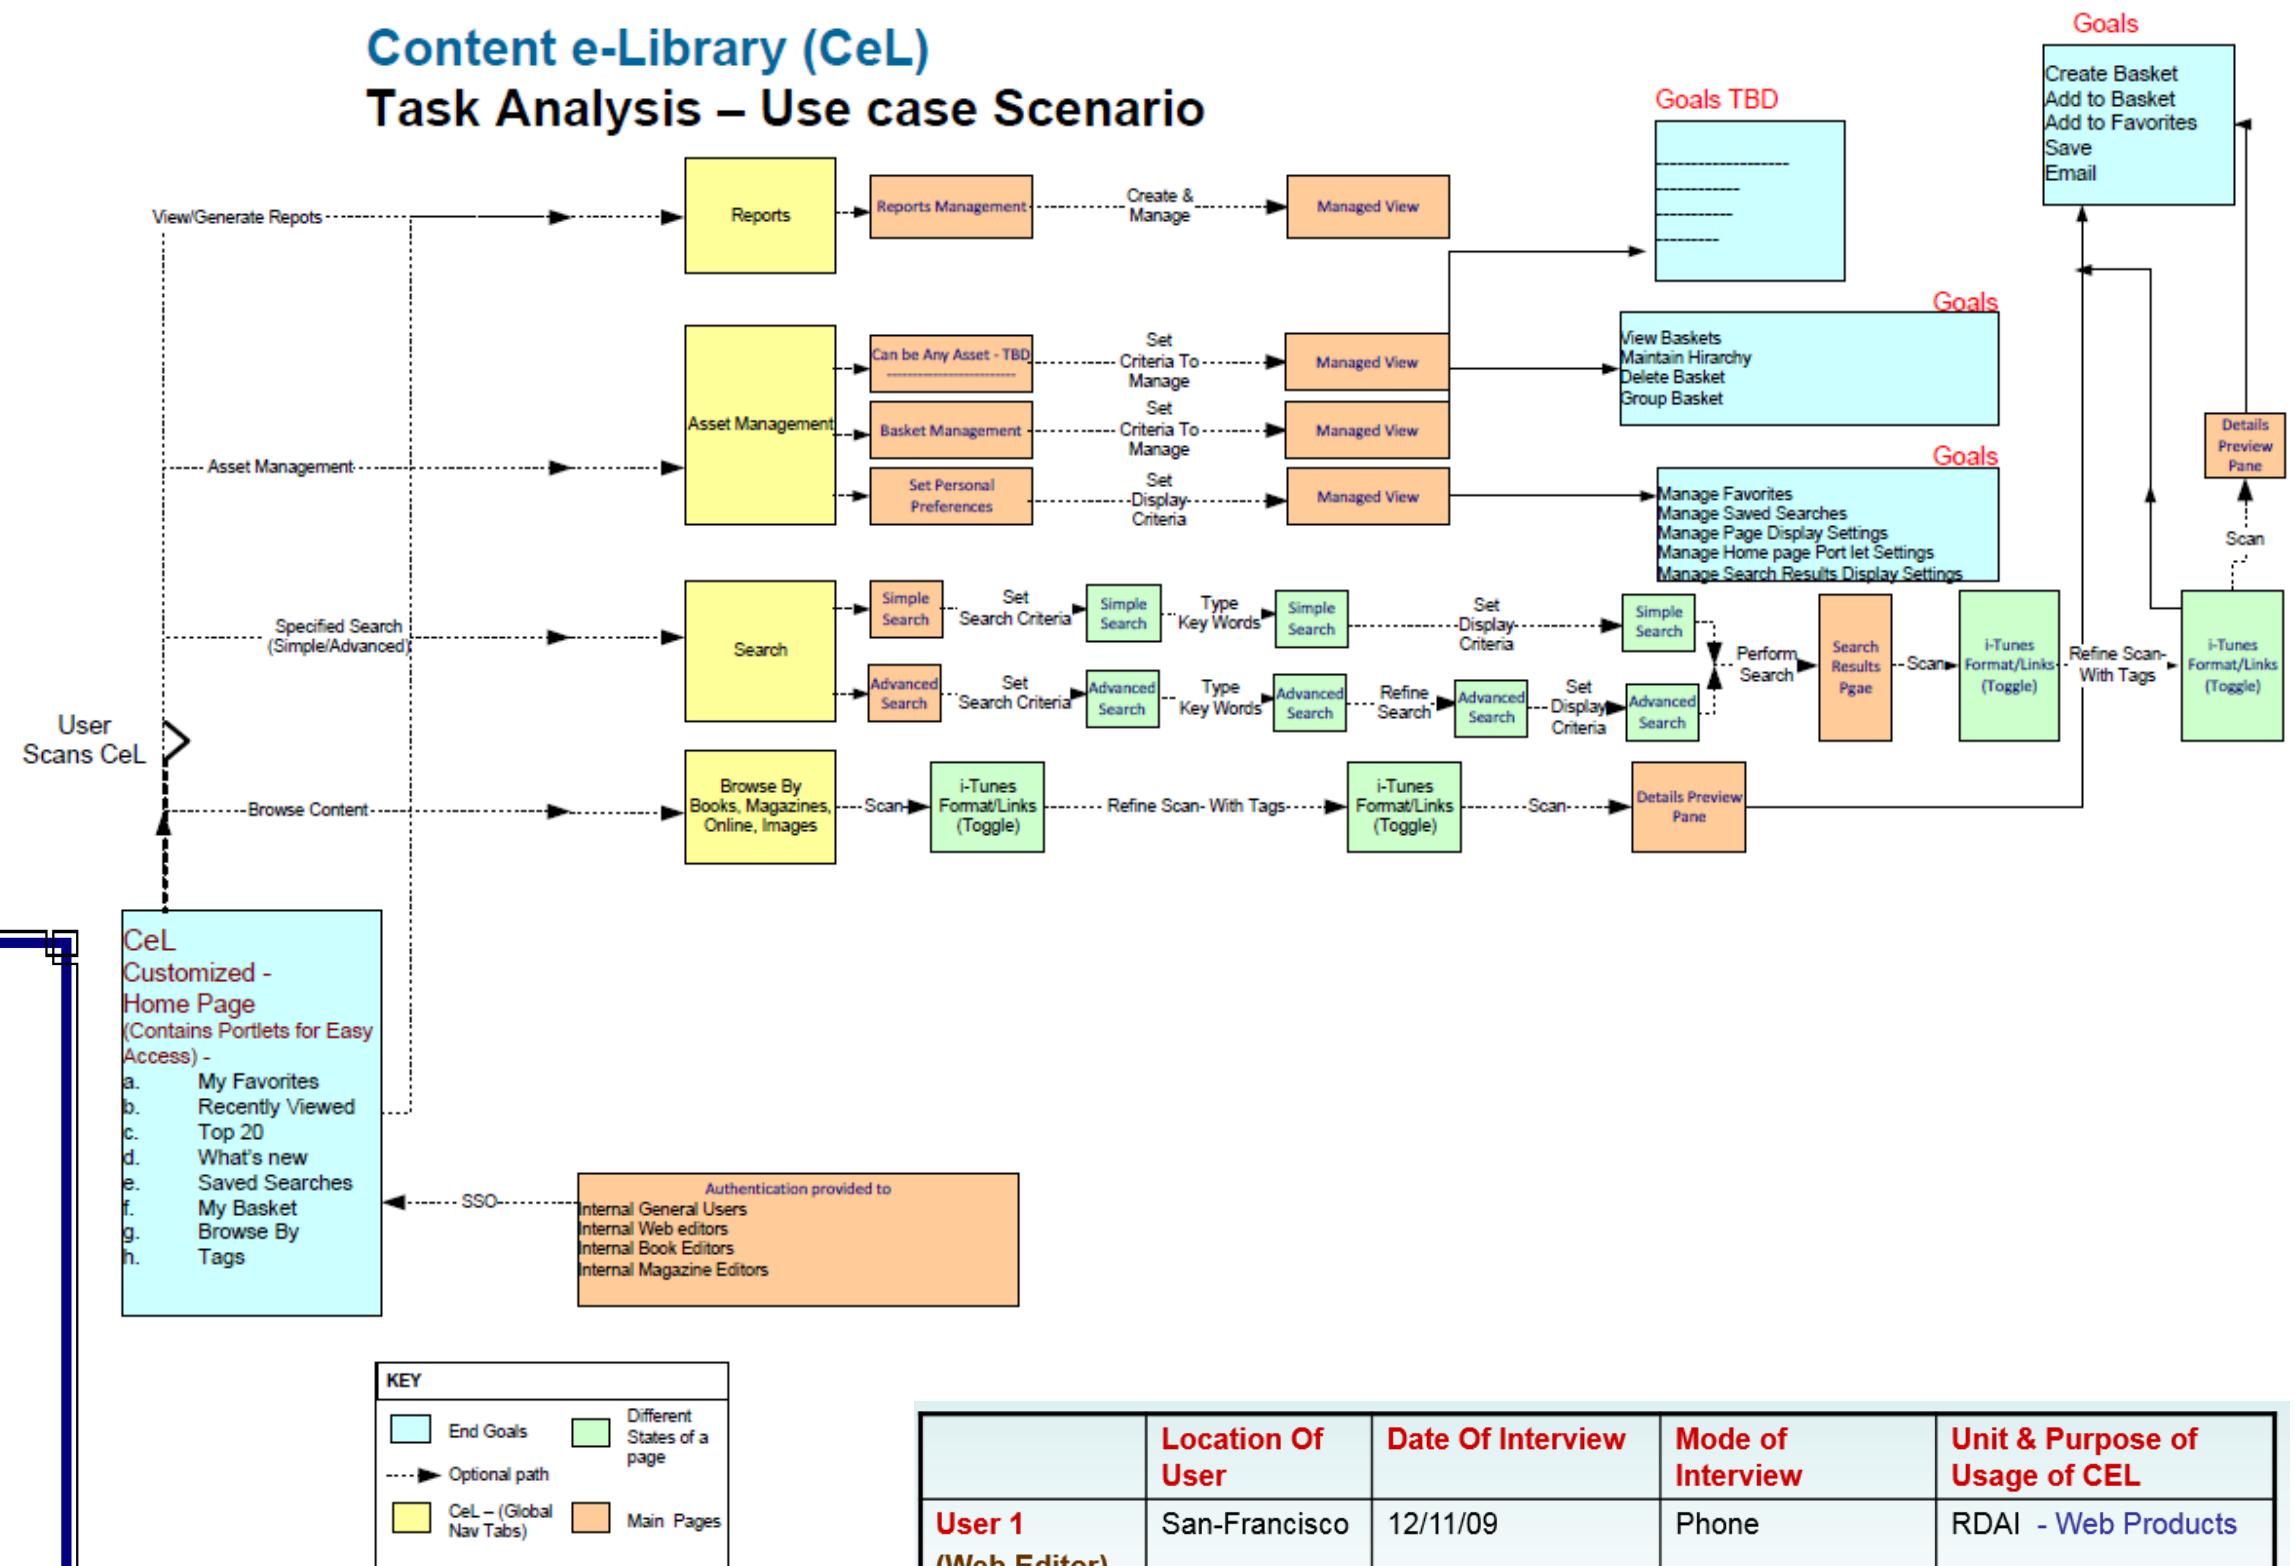 Content e-Library (CeL)
Task Analysis – Use case Scenario
Goals
Create Basket
Add to Basket
Add to Favorites
Save
Email
Goals TBD
View/Generate Repots
Reports
Reports Management
Create &
Manage
Managed View
Asset Management
Asset Management
Can be Any Asset - TBD
Set
Criteria To
Manage
Managed View
Basket Management
Set
Criteria To
Manage
Managed View
Set Personal
Preferences
Set
Display
Criteria
Managed View
Goals
View Baskets
Maintain Hirarchy
Delete Basket
Group Basket
Goals
Manage Favorites
Manage Saved Searches
Manage Page Display Settings
Manage Home page Port let Settings
Manage Search Results Display Settings
Details
Preview
Pane
Scan
Specified Search
(Simple/Advanced)
Search
Simple
Search
Set
Search Criteria
Simple
Search
Type
Key Words
Simple
Search
Set
Display
Criteria
Simple
Search
Advanced
Search
Set
Search Criteria
Advanced
Search
Type
Key Words
Advanced
Search
Refine
Search
Advanced
Search
Set
Display
Criteria
Advanced
Search
Perform
Search
Search
Results
Pgae
Scan
i-Tunes
Format/Links
(Toggle)
Refine Scan-
With Tags
i-Tunes
Format/Links
(Toggle)
User
Scans CeL
Browse Content
Browse By
Books, Magazines,
Online, Images
Scan
i-Tunes
Format/Links
(Toggle)
Refine Scan- With Tags
i-Tunes
Format/Links
(Toggle)
Scan
Details Preview
Pane
CeL
Customized -
Home Page
(Contains Portlets for Easy
Access) -
a. My Favorites
b. Recently Viewed
c. Top 20
d. What's new
e. Saved Searches
f. My Basket
g. Browse By
h. Tags
SSO
Authentication provided to
Internal General Users
Internal Web editors
Internal Book Editors
Internal Magazine Editors
KEY
End Goals
Different
States of a
page
Optional path
CeL – (Global
Nav Tabs)
Main Pages
Location Of
User
Date Of Interview
Mode of
Interview
Unit & Purpose of
Usage of CEL
User 1
(Web Editor)
San-Francisco
12/11/09
Phone
RDAI - Web Products